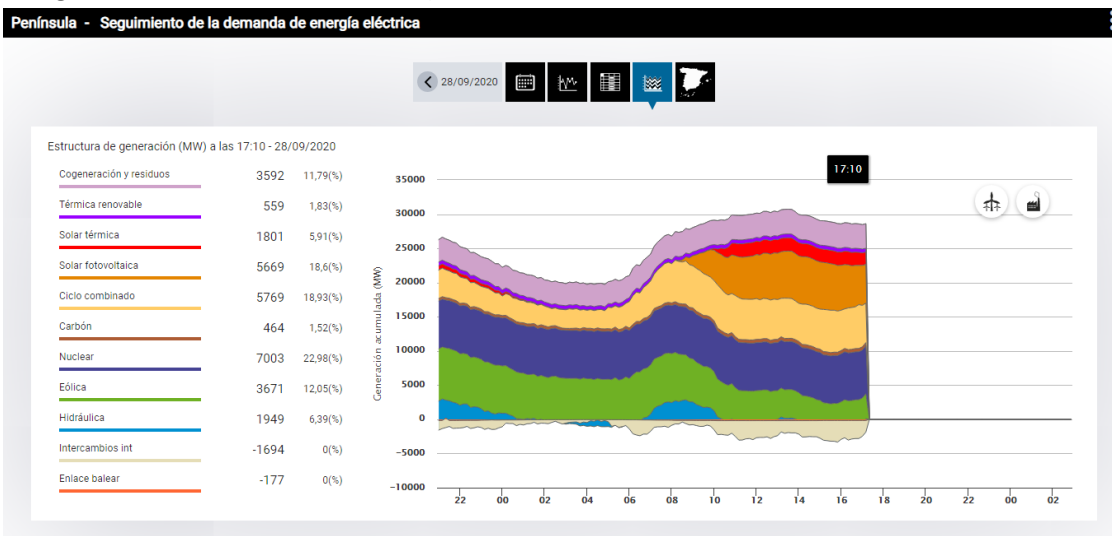 Península - Seguimiento de la demanda de energía eléctrica
28/09/2020
Estructura de generación (MW) a las 17:10 - 28/09/2020
Cogeneración y residuos 3592 11,79(%)
Térmica renovable 559 1,83(%)
Solar térmica 1801 5,91(%)
Solar fotovoltaica 5669 18,6(%)
Ciclo combinado 5769 18,93(%)
Carbón 464 1,52(%)
Nuclear 7003 22,98(%)
Eólica 3671 12,05(%)
Hidráulica 1949 6,39(%)
Intercambios int -1694 0(%)
Enlace balear -177 0(%)
17:10
Generación acumulada (MW)
35000
30000
25000
20000
15000
10000
5000
0
−5000
−10000
22 00 02 04 06 08 10 12 14 16 18 20 22 00 02